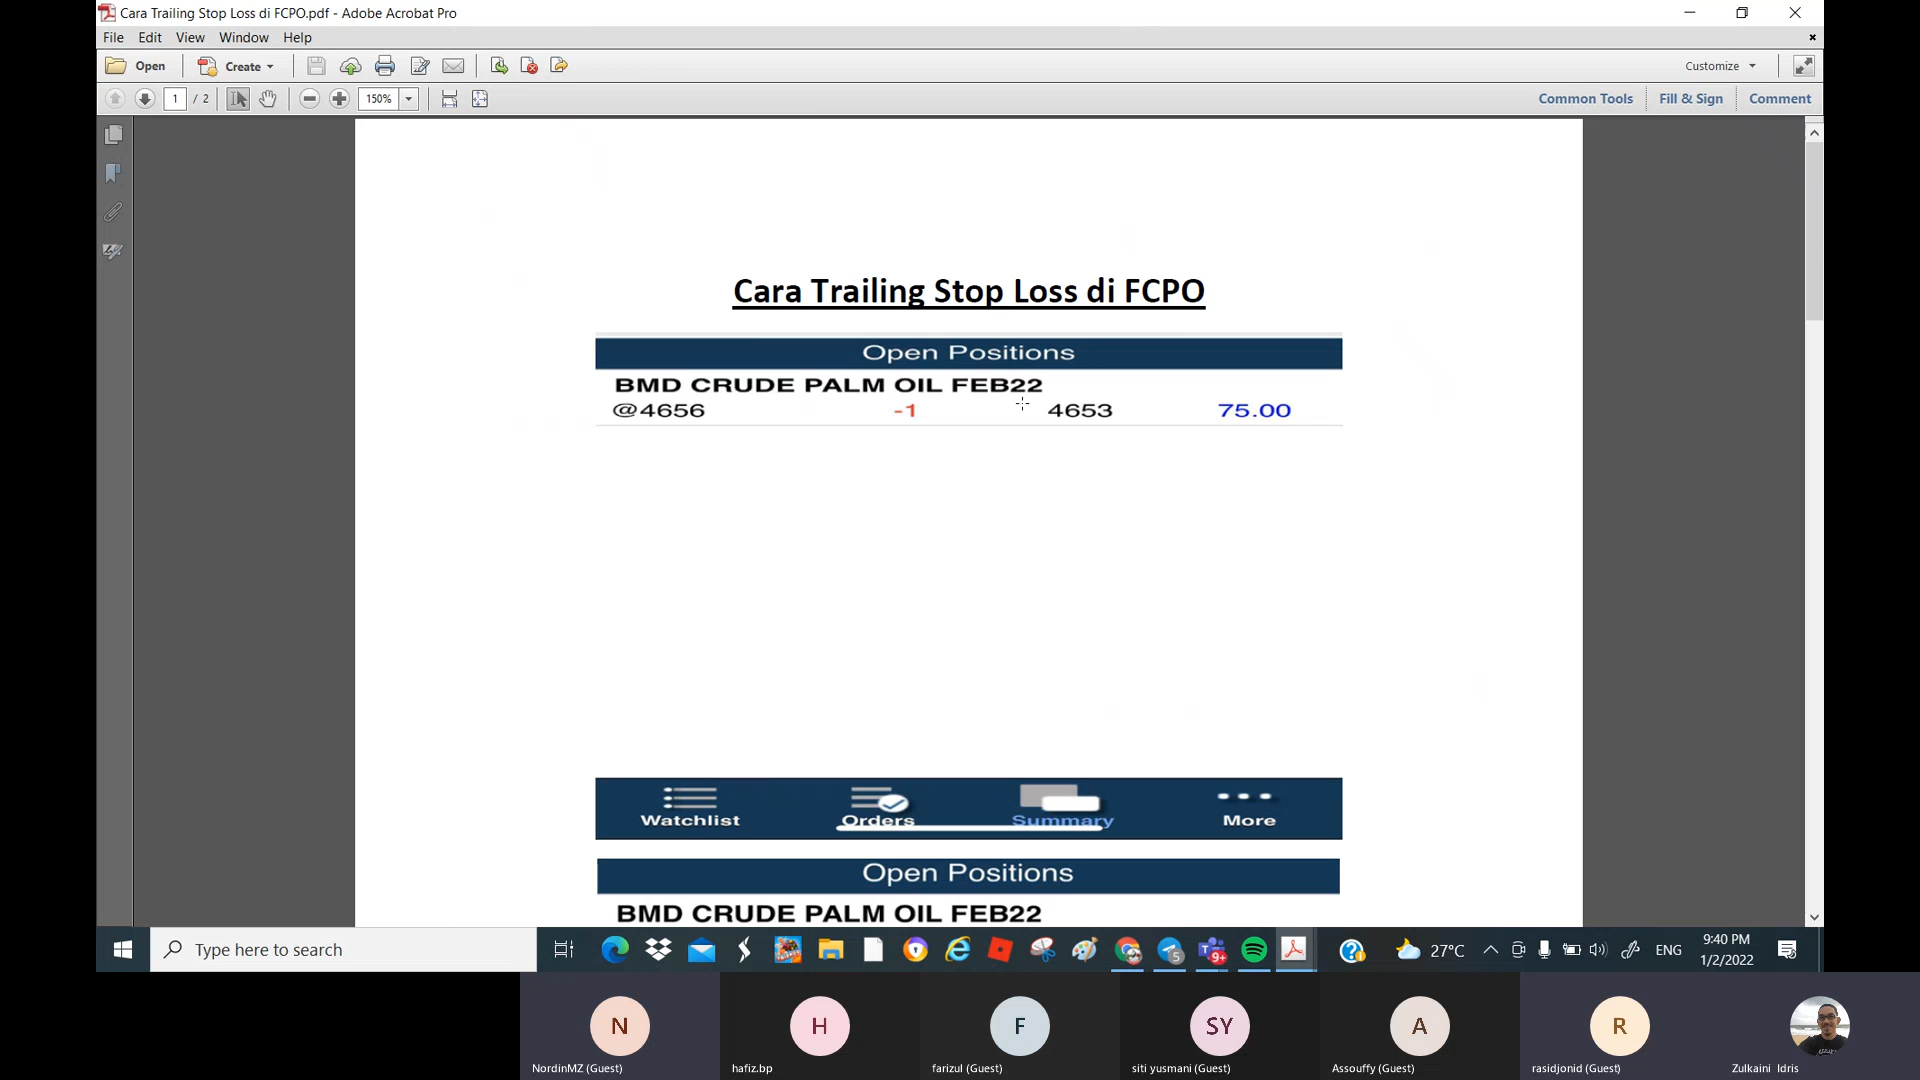 Cara Trailing Stop Loss di FCPO.pdf - Adobe Acrobat Pro
File Edit View Window Help
Open Create Customize
1 / 2 150% Common Tools Fill & Sign Comment
Cara Trailing Stop Loss di FCPO
Open Positions
BMD CRUDE PALM OIL FEB22
@4656 -1 4653 75.00
Watchlist Orders Summary More
Open Positions
BMD CRUDE PALM OIL FEB22
Type here to search 5 9+ 27°C ENG 9:40 PM
1/2/2022
N H F SY A R
NordinMZ (Guest) hafiz.bp farizul (Guest) siti yusmani (Guest) Assouffy (Guest) rasidjonid (Guest) Zulkaini Idris